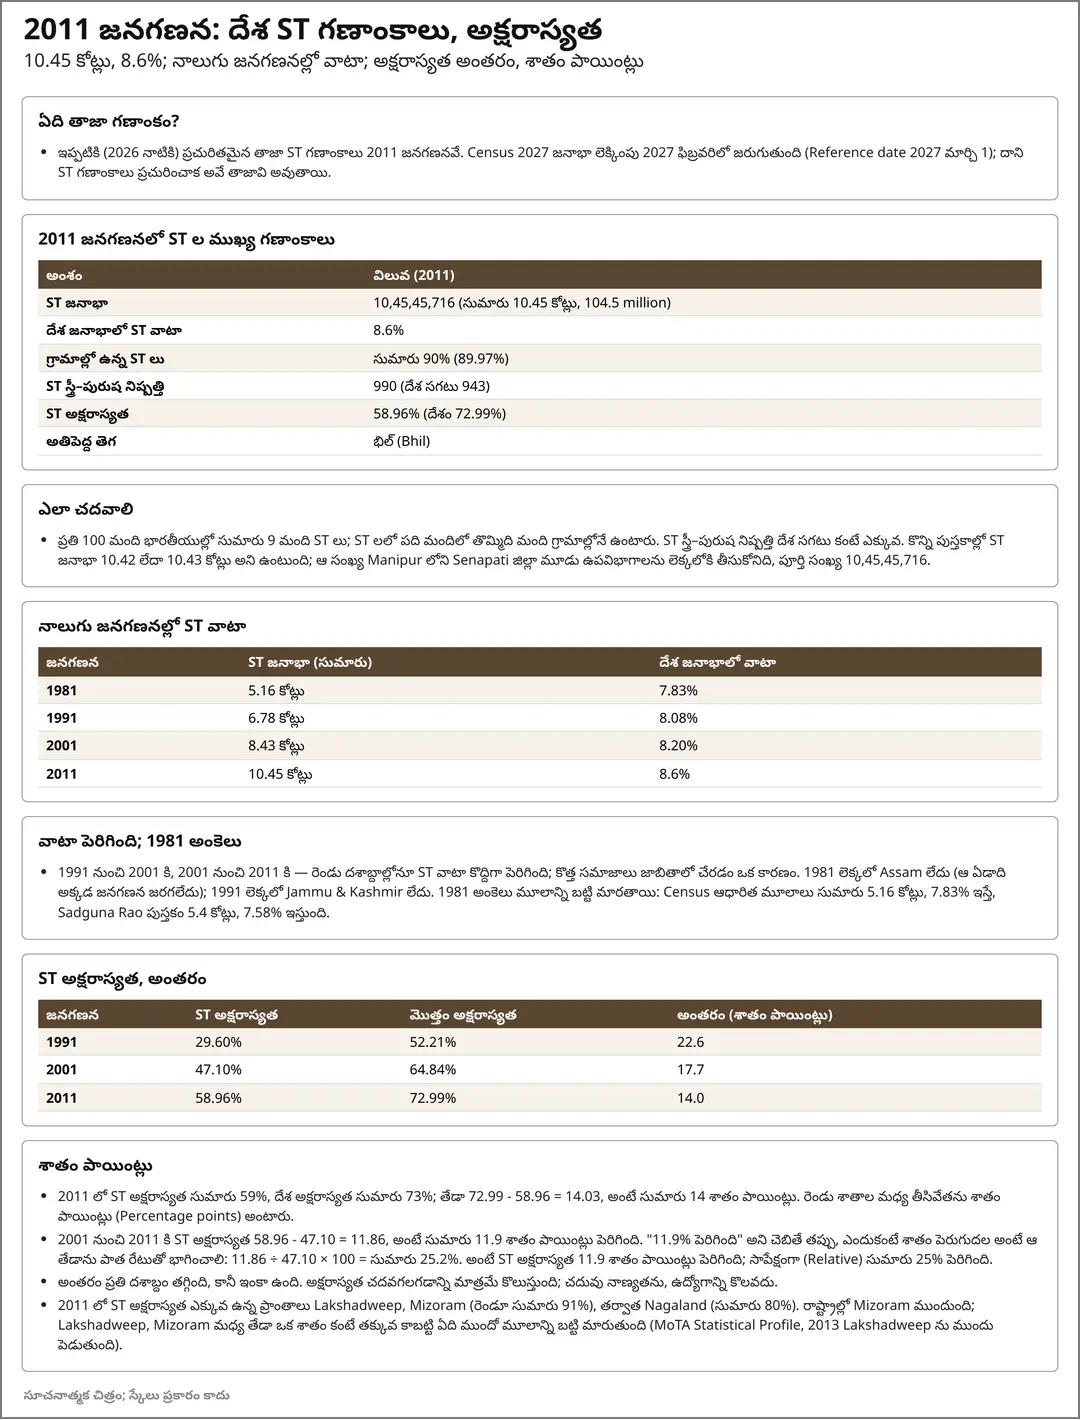 2011 జనగణన: దేశ ST గణాంకాలు, అక్షరాస్యత
10.45 కోట్లు, 8.6%; నాలుగు జనగణనల్లో వాటా; అక్షరాస్యత అంతరం, శాతం పాయింట్లు
ఏది తాజా గణాంకం?
• ఇప్పటికి (2026 నాటికి) ప్రచురితమైన తాజా ST గణాంకాలు 2011 జనగణనవే. Census 2027 జనాభా లెక్కింపు 2027 ఫిబ్రవరిలో జరుగుతుంది (Reference date 2027 మార్చి 1); దాని
ST గణాంకాలు ప్రచురించాక అవే తాజావి అవుతాయి.
2011 జనగణనలో ST ల ముఖ్య గణాంకాలు
అంశం విలువ (2011)
ST జనాభా 10,45,45,716 (సుమారు 10.45 కోట్లు, 104.5 million)
దేశ జనాభాలో ST వాటా 8.6%
గ్రామాల్లో ఉన్న ST లు సుమారు 90% (89.97%)
ST స్త్రీ–పురుష నిష్పత్తి 990 (దేశ సగటు 943)
ST అక్షరాస్యత 58.96% (దేశం 72.99%)
అతిపెద్ద తెగ భిల్ (Bhil)
ఎలా చదవాలి
• ప్రతి 100 మంది భారతీయుల్లో సుమారు 9 మంది ST లు; ST లలో పది మందిలో తొమ్మిది మంది గ్రామాల్లోనే ఉంటారు. ST స్త్రీ–పురుష నిష్పత్తి దేశ సగటు కంటే ఎక్కువ. కొన్ని పుస్తకాల్లో ST
జనాభా 10.42 లేదా 10.43 కోట్లు అని ఉంటుంది; ఆ సంఖ్య Manipur లోని Senapati జిల్లా మూడు ఉపవిభాగాలను లెక్కలోకి తీసుకోనిది, పూర్తి సంఖ్య 10,45,45,716.
నాలుగు జనగణనల్లో ST వాటా
జనగణన ST జనాభా (సుమారు) దేశ జనాభాలో వాటా
1981 5.16 కోట్లు 7.83%
1991 6.78 కోట్లు 8.08%
2001 8.43 కోట్లు 8.20%
2011 10.45 కోట్లు 8.6%
వాటా పెరిగింది; 1981 అంకెలు
• 1991 నుంచి 2001 కి, 2001 నుంచి 2011 కి — రెండు దశాబ్దాల్లోనూ ST వాటా కొద్దిగా పెరిగింది; కొత్త సమాజాలు జాబితాలో చేరడం ఒక కారణం. 1981 లెక్కలో Assam లేదు (ఆ ఏడాది
అక్కడ జనగణన జరగలేదు); 1991 లెక్కలో Jammu & Kashmir లేదు. 1981 అంకెలు మూలాన్ని బట్టి మారతాయి: Census ఆధారిత మూలాలు సుమారు 5.16 కోట్లు, 7.83% ఇస్తే,
Sadguna Rao పుస్తకం 5.4 కోట్లు, 7.58% ఇస్తుంది.
ST అక్షరాస్యత, అంతరం
జనగణన ST అక్షరాస్యత మొత్తం అక్షరాస్యత అంతరం (శాతం పాయింట్లు)
1991 29.60% 52.21% 22.6
2001 47.10% 64.84% 17.7
2011 58.96% 72.99% 14.0
శాతం పాయింట్లు
• 2011 లో ST అక్షరాస్యత సుమారు 59%, దేశ అక్షరాస్యత సుమారు 73%; తేడా 72.99 - 58.96 = 14.03, అంటే సుమారు 14 శాతం పాయింట్లు. రెండు శాతాల మధ్య తీసివేతను శాతం
పాయింట్లు (Percentage points) అంటారు.
• 2001 నుంచి 2011 కి ST అక్షరాస్యత 58.96 - 47.10 = 11.86, అంటే సుమారు 11.9 శాతం పాయింట్లు పెరిగింది. "11.9% పెరిగింది" అని చెబితే తప్పు, ఎందుకంటే శాతం పెరుగుదల అంటే ఆ
తేడాను పాత రేటుతో భాగించాలి: 11.86 ÷ 47.10 × 100 = సుమారు 25.2%. అంటే ST అక్షరాస్యత 11.9 శాతం పాయింట్లు పెరిగింది; సాపేక్షంగా (Relative) సుమారు 25% పెరిగింది.
• అంతరం ప్రతి దశాబ్దం తగ్గింది, కానీ ఇంకా ఉంది. అక్షరాస్యత చదవగలగడాన్ని మాత్రమే కొలుస్తుంది; చదువు నాణ్యతను, ఉద్యోగాన్ని కొలవదు.
• 2011 లో ST అక్షరాస్యత ఎక్కువ ఉన్న ప్రాంతాలు Lakshadweep, Mizoram (రెండూ సుమారు 91%), తర్వాత Nagaland (సుమారు 80%). రాష్ట్రాల్లో Mizoram ముందుంది;
Lakshadweep, Mizoram మధ్య తేడా ఒక శాతం కంటే తక్కువ కాబట్టి ఏది ముందో మూలాన్ని బట్టి మారుతుంది (MoTA Statistical Profile, 2013 Lakshadweep ను ముందు
పెడుతుంది).
సూచనాత్మక చిత్రం; స్కేలు ప్రకారం కాదు